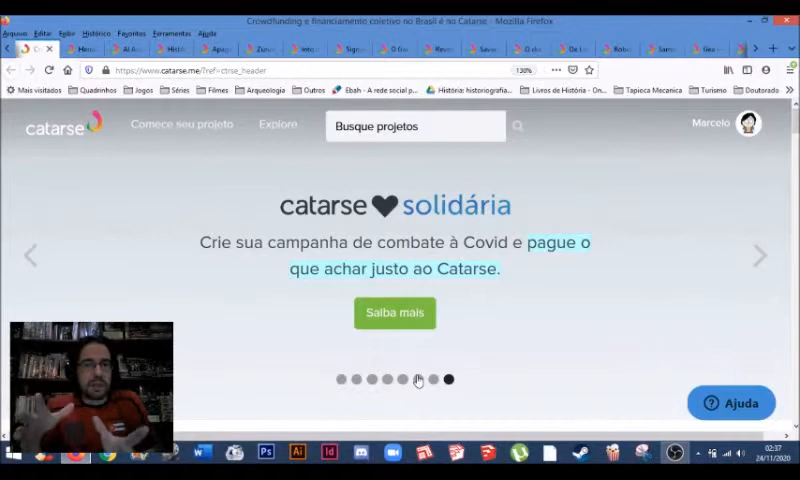 Crowdfunding e financiamento coletivo no Brasil é no Catarse - Mozilla Firefox
Arquivo Editar Exibir Histórico Favoritos Ferramentas Ajuda
https://www.catarse.me/?ref=ctrse_header
130%
Mais visitados Quadrinhos Jogos Séries Filmes Arqueologia Outros Ebah - A rede social p... História: historiografia... Livros de História - On... Tapioca Mecanica Turismo Doutorado
catarse Comece seu projeto Explore Busque projetos Marcelo
catarse solidária
Crie sua campanha de combate à Covid e pague o
que achar justo ao Catarse.
Saiba mais
Ajuda
02:37
24/11/2020